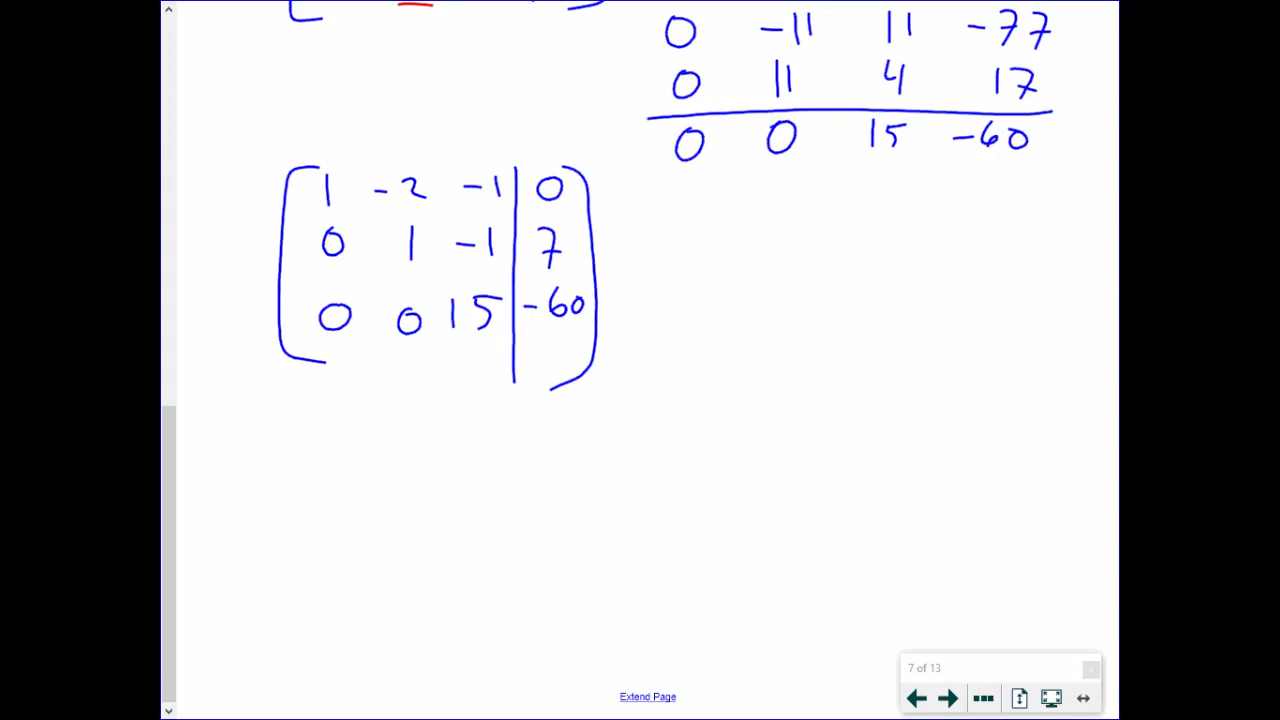 0 -11 11 -77
0 11 4 17
0 0 15 -60
1 -2 -1 | 0
0 1 -1 | 7
0 0 15 | -60
7 of 13
Extend Page